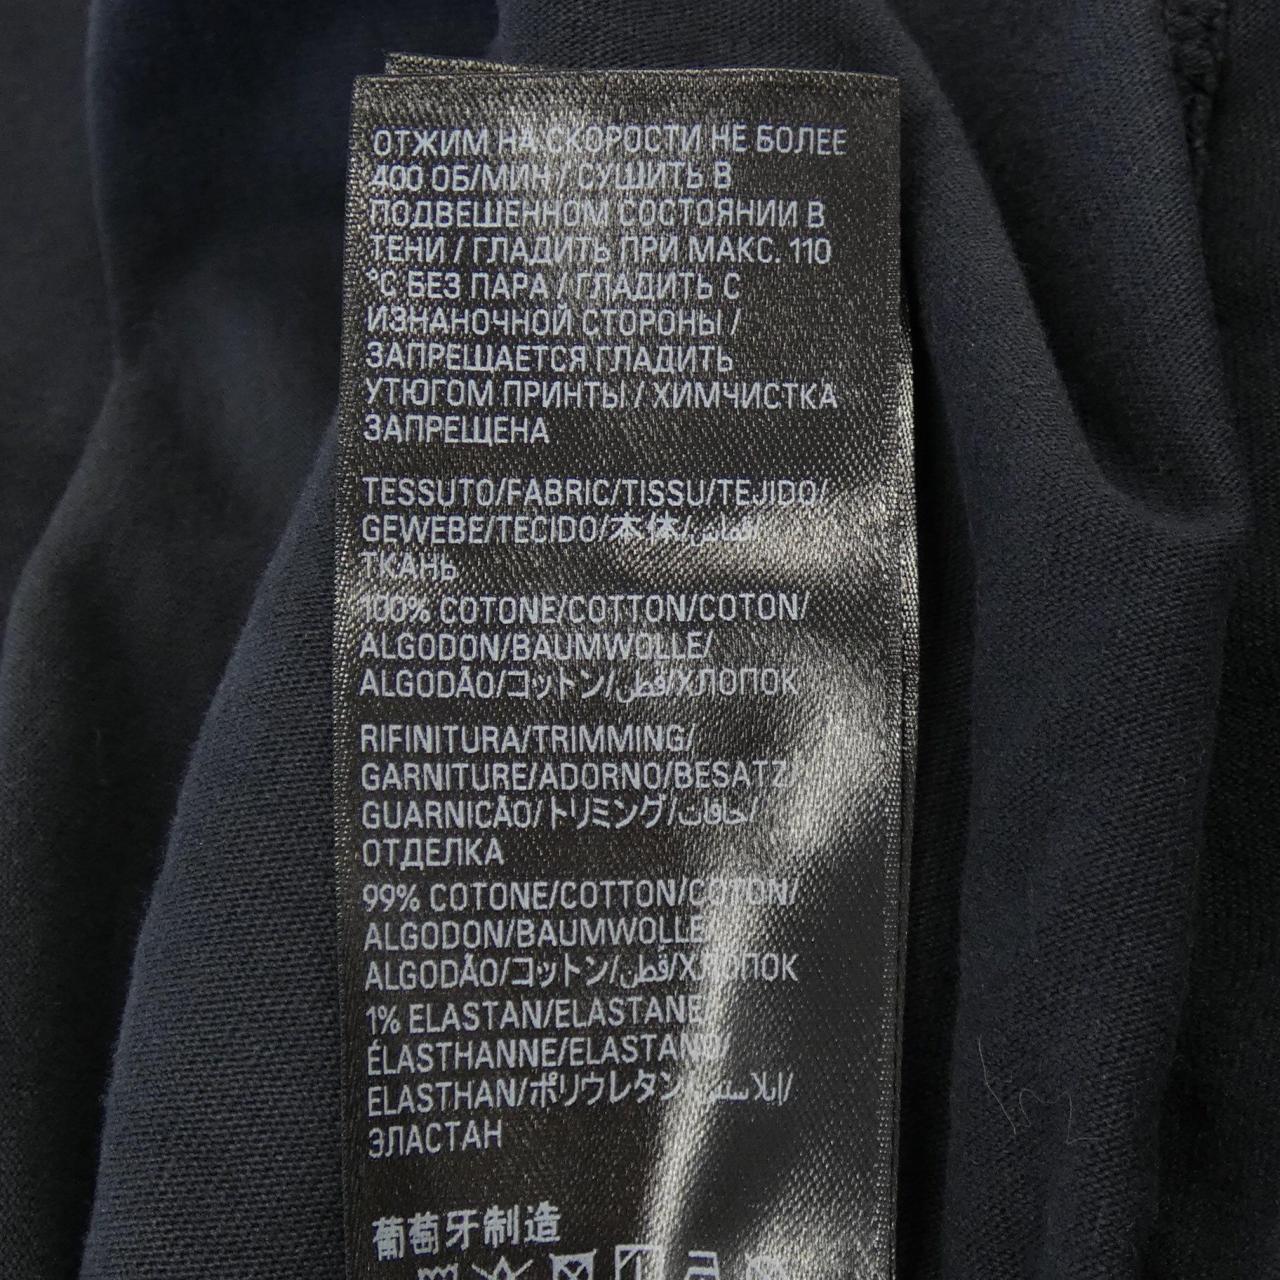 ОТЖИМ НА СКОРОСТИ НЕ БОЛЕЕ
400 ОБ/МИН / СУШИТЬ В
ПОДВЕШЕННОМ СОСТОЯНИИ В
ТЕНИ / ГЛАДИТЬ ПРИ МАКС. 110
°C БЕЗ ПАРА / ГЛАДИТЬ С
ИЗНАНОЧНОЙ СТОРОНЫ /
ЗАПРЕЩАЕТСЯ ГЛАДИТЬ
УТЮГОМ ПРИНТЫ / ХИМЧИСТКА
ЗАПРЕЩЕНА
TESSUTO/FABRIC/TISSU/TEJIDO/
GEWEBE/TECIDO/本体/القماش/
ТКАНЬ
100% COTONE/COTTON/COTON/
ALGODON/BAUMWOLLE/
ALGODÃO/コットン/قطن/ХЛОПОК
RIFINITURA/TRIMMING/
GARNITURE/ADORNO/BESATZ/
GUARNICÃO/トリミング/حافات/
ОТДЕЛКА
99% COTONE/COTTON/COTON/
ALGODON/BAUMWOLLE/
ALGODÃO/コットン/قطن/ХЛОПОК
1% ELASTAN/ELASTANE/
ÉLASTHANNE/ELASTANO/
ELASTHAN/ポリウレタン/إيلاستان/
ЭЛАСТАН
葡萄牙制造